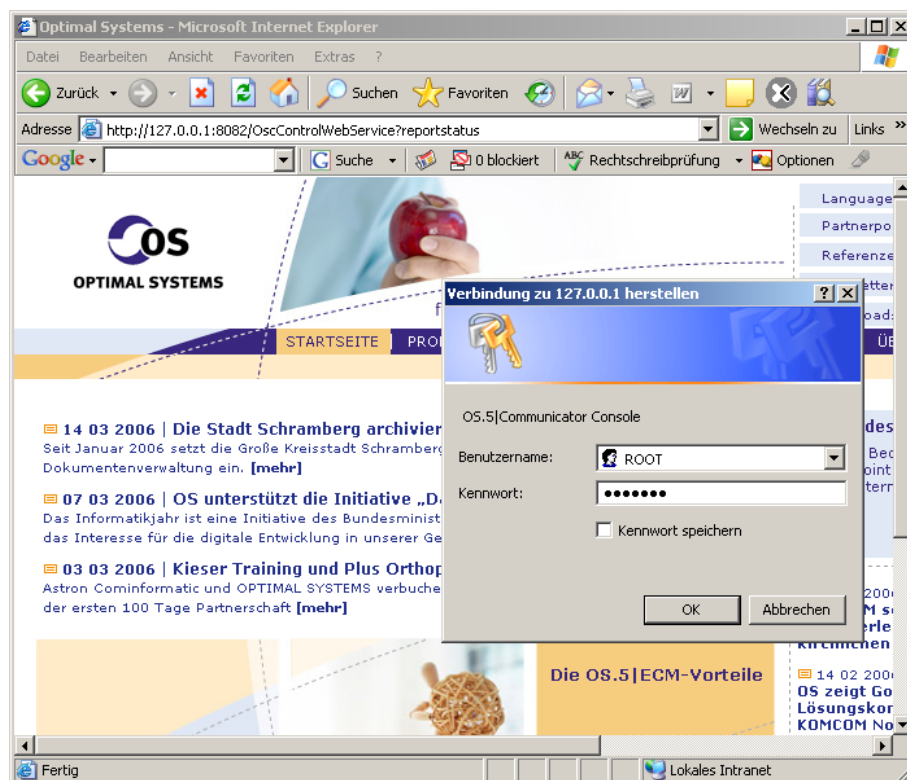 Optimal Systems - Microsoft Internet Explorer
Datei Bearbeiten Ansicht Favoriten Extras ?
Zurück Suchen Favoriten
Adresse http://127.0.0.1:8082/OscControlWebService?reportstatus Wechseln zu Links »
Google Suche 0 blockiert ABC Rechtschreibprüfung Optionen
Language
Partnerpo
Referenze
OS
OPTIMAL SYSTEMS
STARTSEITE
Verbindung zu 127.0.0.1 herstellen
OS.5|Communicator Console
Benutzername: ROOT
Kennwort: ●●●●●●●
Kennwort speichern
OK Abbrechen
14 03 2006 | Die Stadt Schramberg archivier
Seit Januar 2006 setzt die Große Kreisstadt Schramberg
Dokumentenverwaltung ein. [mehr]
07 03 2006 | OS unterstützt die Initiative „D
Das Informatikjahr ist eine Initiative des Bundesminist
das Interesse für die digitale Entwicklung in unserer Ge
03 03 2006 | Kieser Training und Plus Orthop
Astron Cominformatic und OPTIMAL SYSTEMS verbuche
der ersten 100 Tage Partnerschaft [mehr]
Die OS.5|ECM-Vorteile
kirchlichen
14 02 200
OS zeigt Go
Lösungskor
KOMCOM No
Fertig
Lokales Intranet